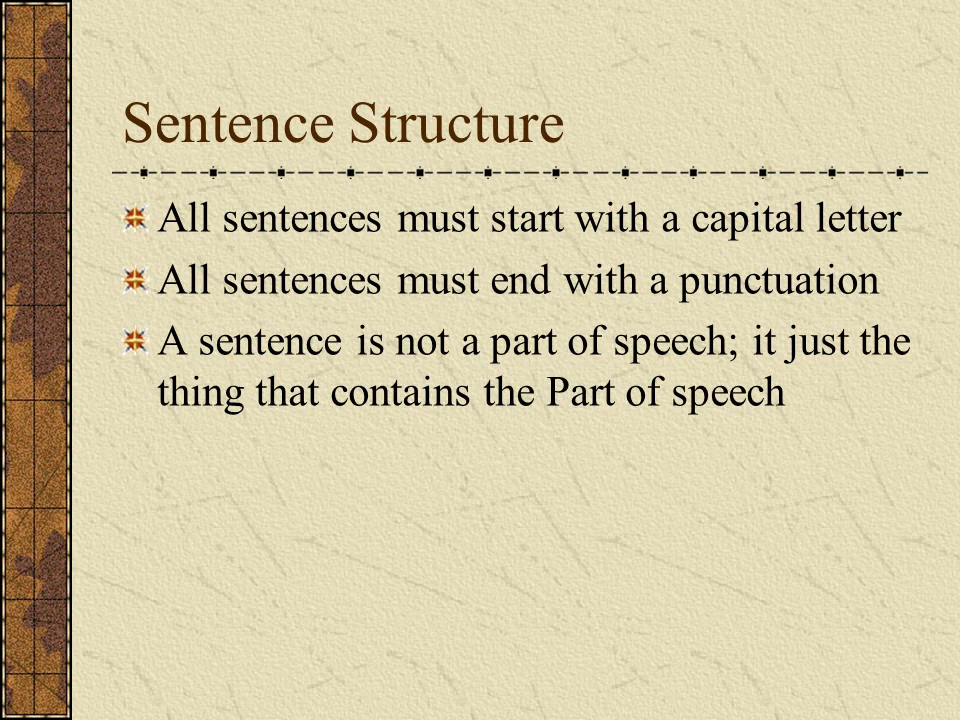 Sentence Structure
All sentences must start with a capital letter
All sentences must end with a punctuation
A sentence is not a part of speech; it just the
thing that contains the Part of speech